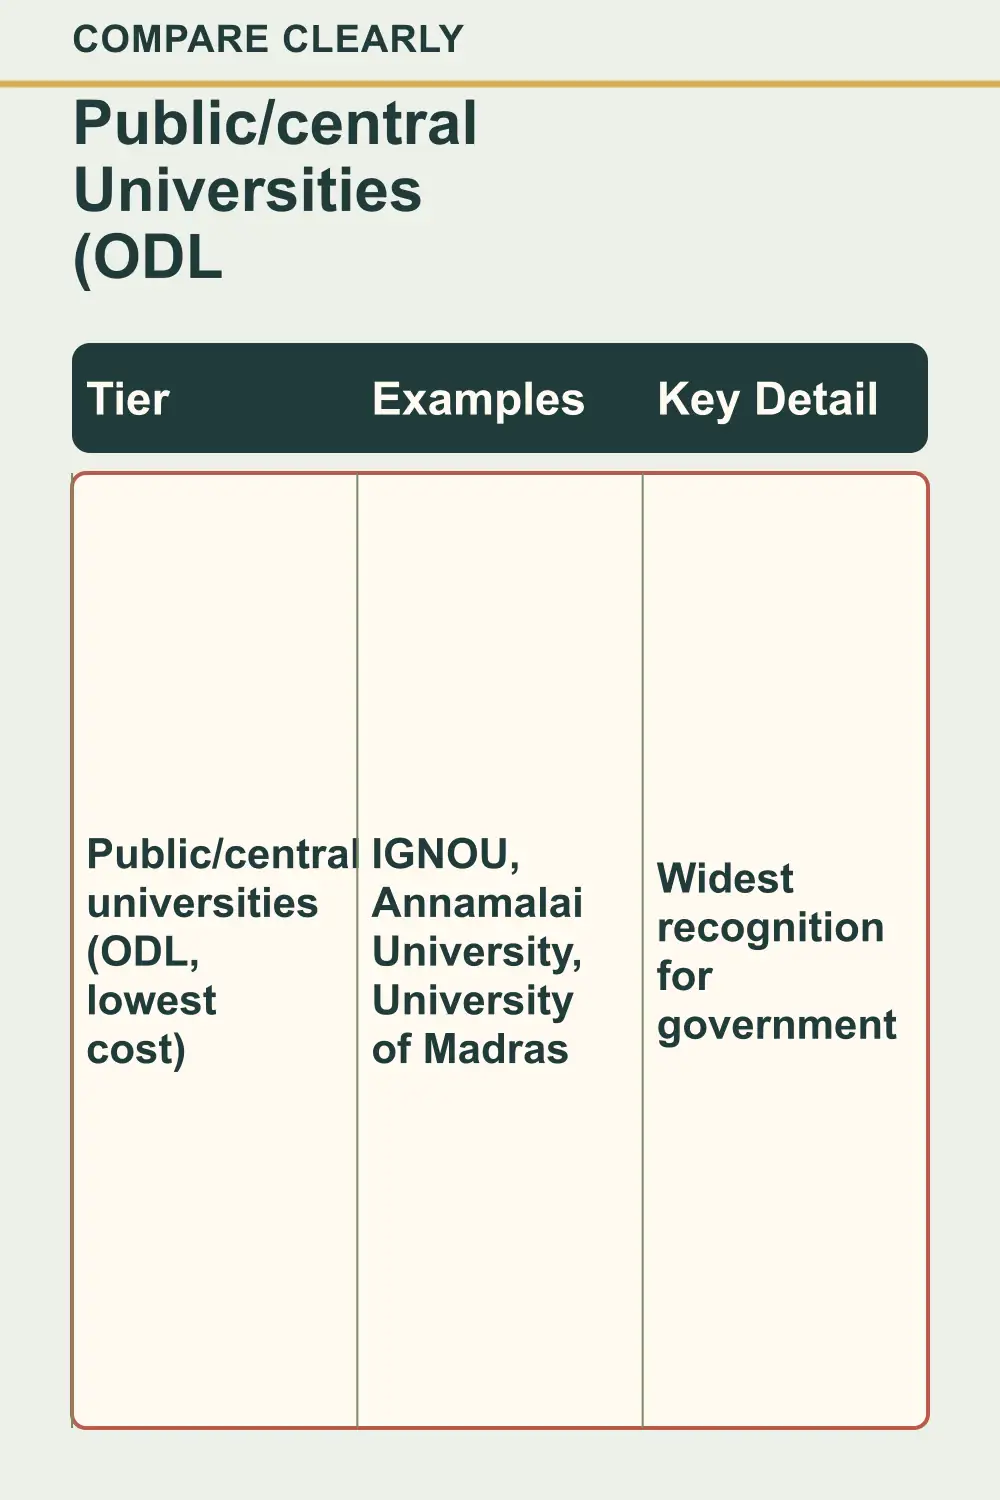 COMPARE CLEARLY
Public/central
Universities
(ODL
Tier
Examples
Key Detail
Public/central
universities
(ODL,
lowest
cost)
IGNOU,
Annamalai
University,
University
of Madras
Widest
recognition
for
government